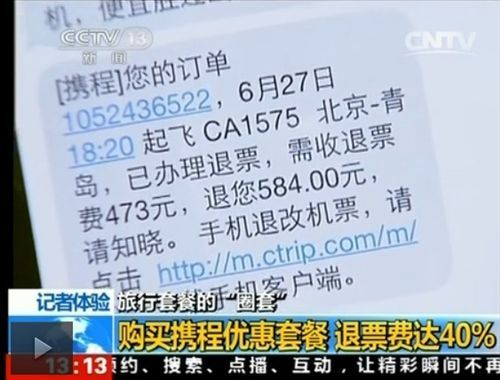 机，便宜
CCTV 13
新闻
CNTV
[携程]您的订单
1052436522，6月27日
18:20 起飞 CA1575 北京-青
岛，已办理退票，需收退票
费473元，退您584.00元，
请知晓。手机退改机票，请
点击 http://m.ctrip.com/m/
手机客户端。
记者体验 旅行套餐的“圈套”
购买携程优惠套餐 退票费达40%
13:13 约、搜索、点播、互动，让精彩瞬间不再